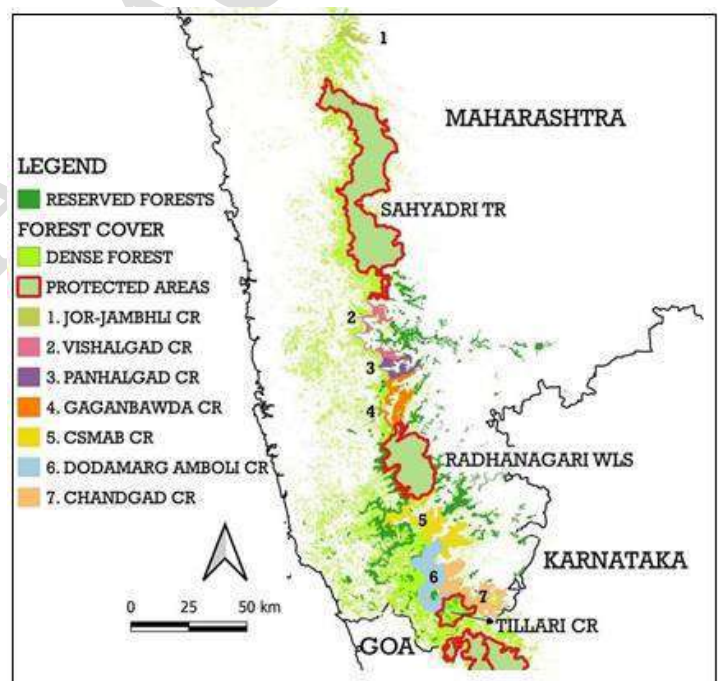 1
MAHARASHTRA
LEGEND
RESERVED FORESTS
FOREST COVER
DENSE FOREST
PROTECTED AREAS
1. JOR-JAMBHLI CR
2. VISHALGAD CR
3. PANHALGAD CR
4. GAGANBAWDA CR
5. CSMAB CR
6. DODAMARG AMBOLI CR
7. CHANDGAD CR
SAHYADRI TR
2
3
4
RADHANAGARI WLS
5
KARNATAKA
6
7
0 25 50 km
TILLARI CR
GOA